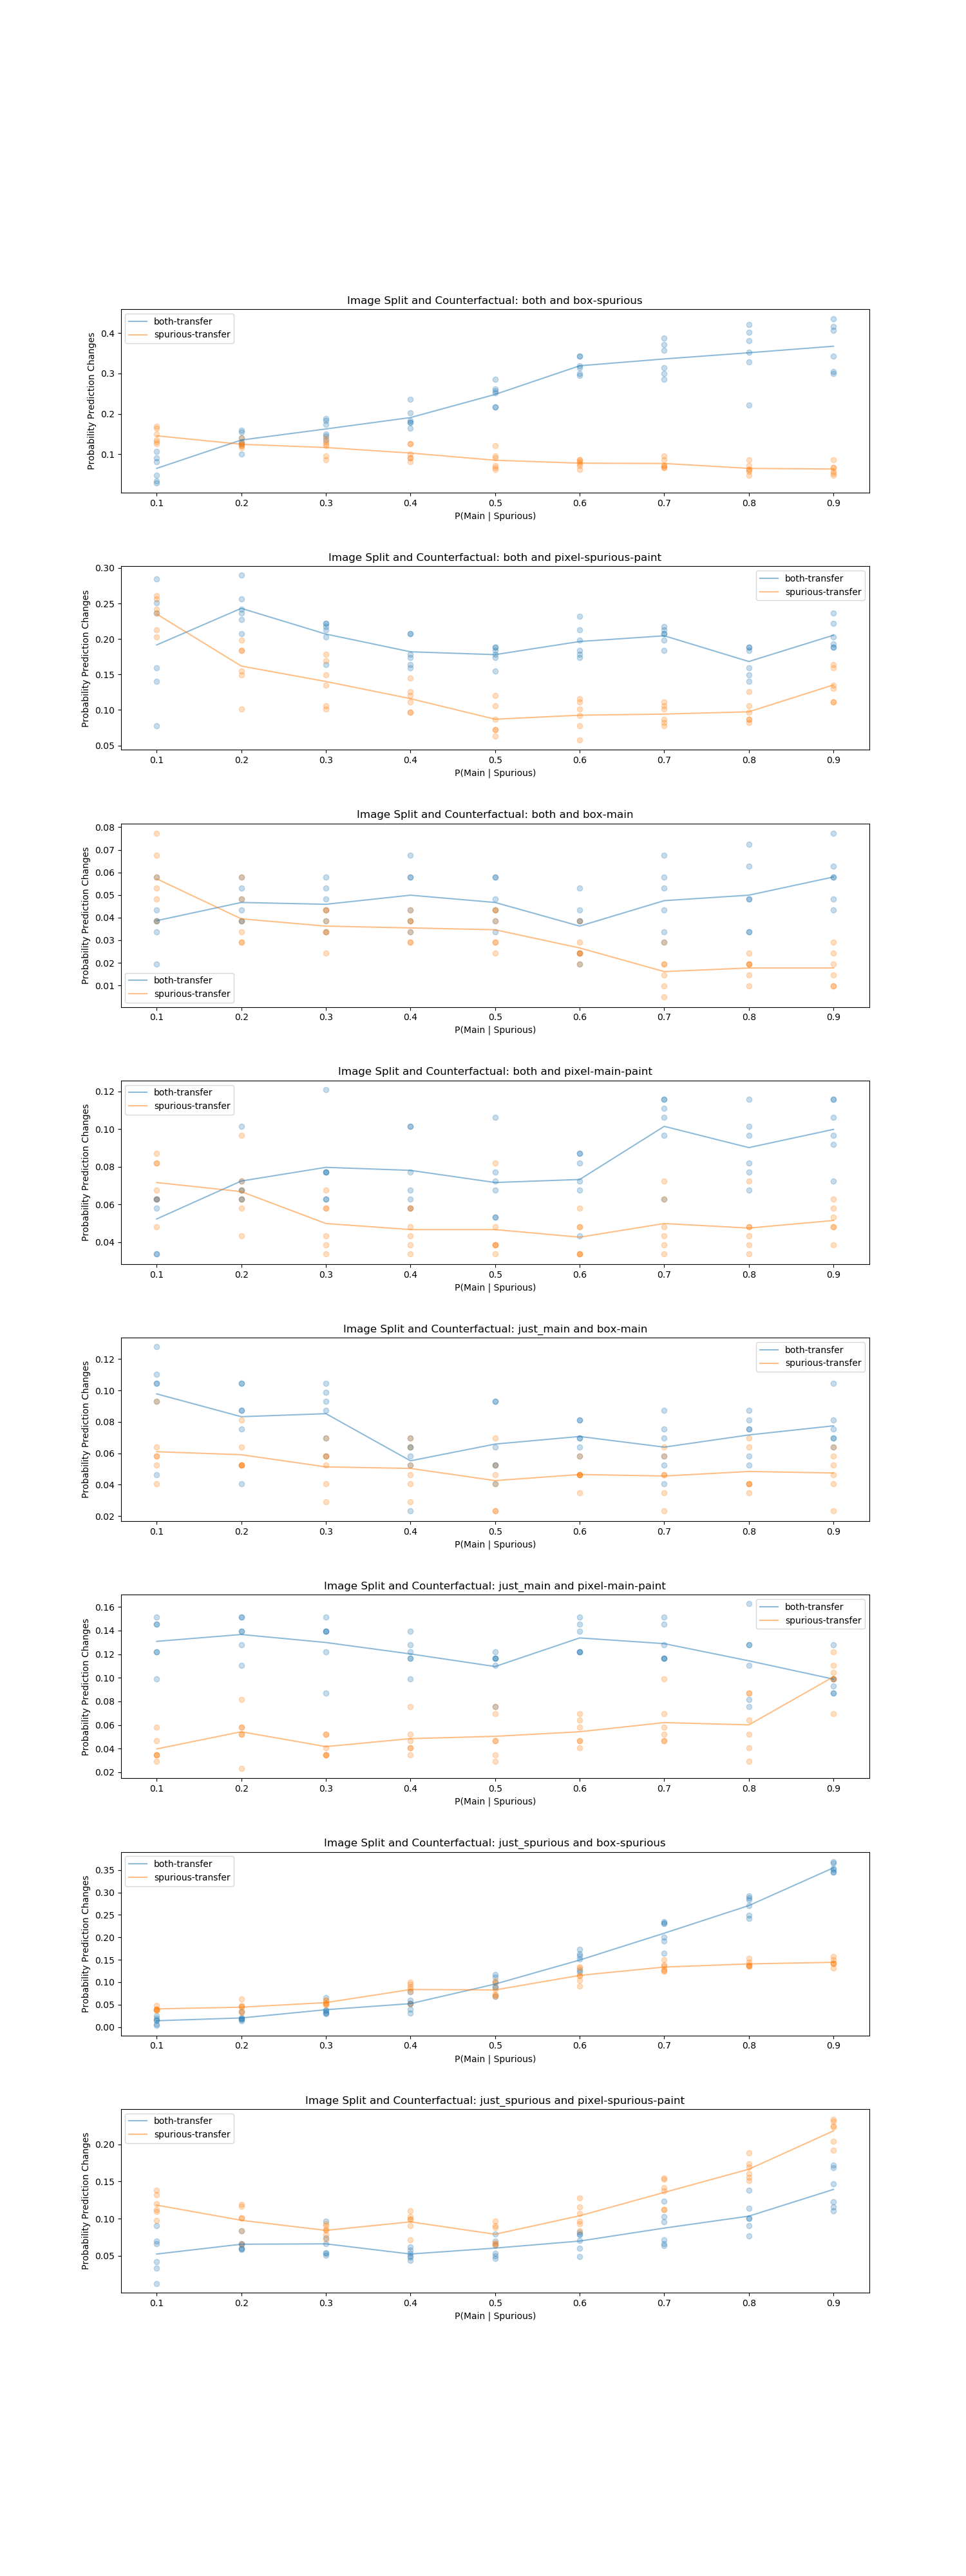 Image Split and Counterfactual: both and box-spurious
both-transfer
spurious-transfer
Probability Prediction Changes
0.4
0.3
0.2
0.1
0.1 0.2 0.3 0.4 0.5 0.6 0.7 0.8 0.9
P(Main | Spurious)
Image Split and Counterfactual: both and pixel-spurious-paint
both-transfer
spurious-transfer
Probability Prediction Changes
0.30
0.25
0.20
0.15
0.10
0.05
0.1 0.2 0.3 0.4 0.5 0.6 0.7 0.8 0.9
P(Main | Spurious)
Image Split and Counterfactual: both and box-main
Probability Prediction Changes
0.08
0.07
0.06
0.05
0.04
0.03
0.02
0.01
both-transfer
spurious-transfer
0.1 0.2 0.3 0.4 0.5 0.6 0.7 0.8 0.9
P(Main | Spurious)
Image Split and Counterfactual: both and pixel-main-paint
both-transfer
spurious-transfer
Probability Prediction Changes
0.12
0.10
0.08
0.06
0.04
0.1 0.2 0.3 0.4 0.5 0.6 0.7 0.8 0.9
P(Main | Spurious)
Image Split and Counterfactual: just_main and box-main
both-transfer
spurious-transfer
Probability Prediction Changes
0.12
0.10
0.08
0.06
0.04
0.02
0.1 0.2 0.3 0.4 0.5 0.6 0.7 0.8 0.9
P(Main | Spurious)
Image Split and Counterfactual: just_main and pixel-main-paint
both-transfer
spurious-transfer
Probability Prediction Changes
0.16
0.14
0.12
0.10
0.08
0.06
0.04
0.02
0.1 0.2 0.3 0.4 0.5 0.6 0.7 0.8 0.9
P(Main | Spurious)
Image Split and Counterfactual: just_spurious and box-spurious
both-transfer
spurious-transfer
Probability Prediction Changes
0.35
0.30
0.25
0.20
0.15
0.10
0.05
0.00
0.1 0.2 0.3 0.4 0.5 0.6 0.7 0.8 0.9
P(Main | Spurious)
Image Split and Counterfactual: just_spurious and pixel-spurious-paint
both-transfer
spurious-transfer
Probability Prediction Changes
0.20
0.15
0.10
0.05
0.1 0.2 0.3 0.4 0.5 0.6 0.7 0.8 0.9
P(Main | Spurious)